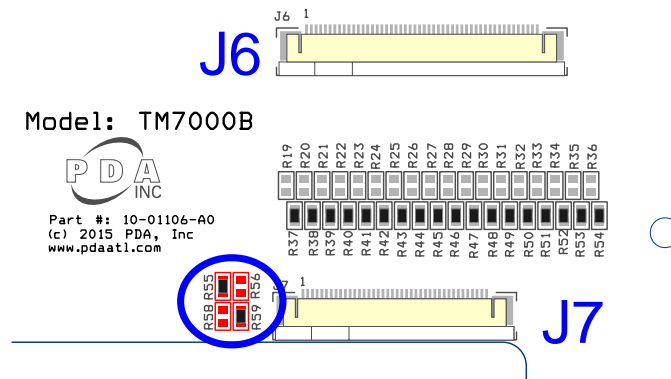 J6 1
J6
Model: TM7000B
PDA
INC
Part #: 10-01106-A0
(c) 2015 PDA, Inc
www.pdaatl.com
R19 R20 R21 R22 R23 R24 R25 R26 R27 R28 R29 R30 R31 R32 R33 R34 R35 R36
R37 R38 R39 R40 R41 R42 R43 R44 R45 R46 R47 R48 R49 R50 R51 R52 R53 R54
R55 R56
R58 R59
J7 1
J7